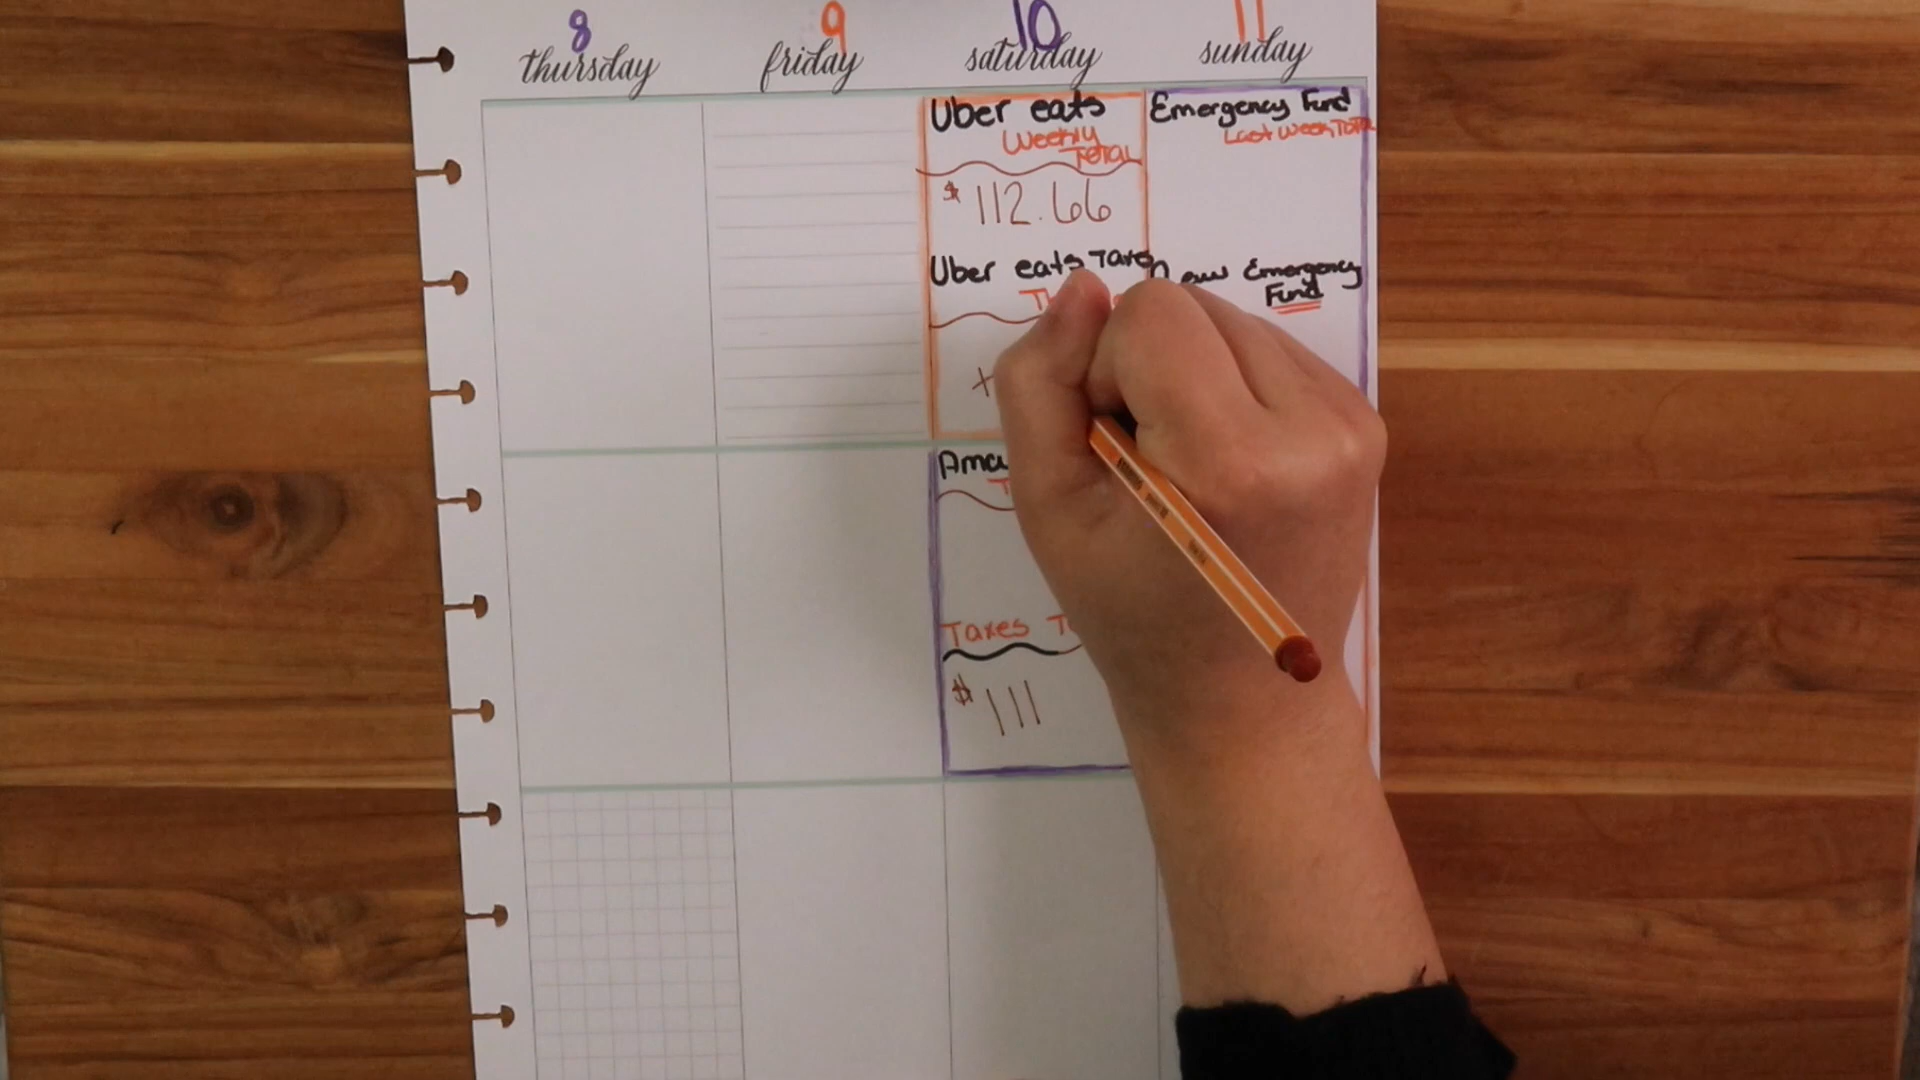 8 9 10 11
thursday friday saturday sunday
Uber eats
Weekly
Total
$ 112.66
Uber eats Taxes
+
Taxes
$ 111
Emergency Fund
Last Week Total
New Emergency
Fund